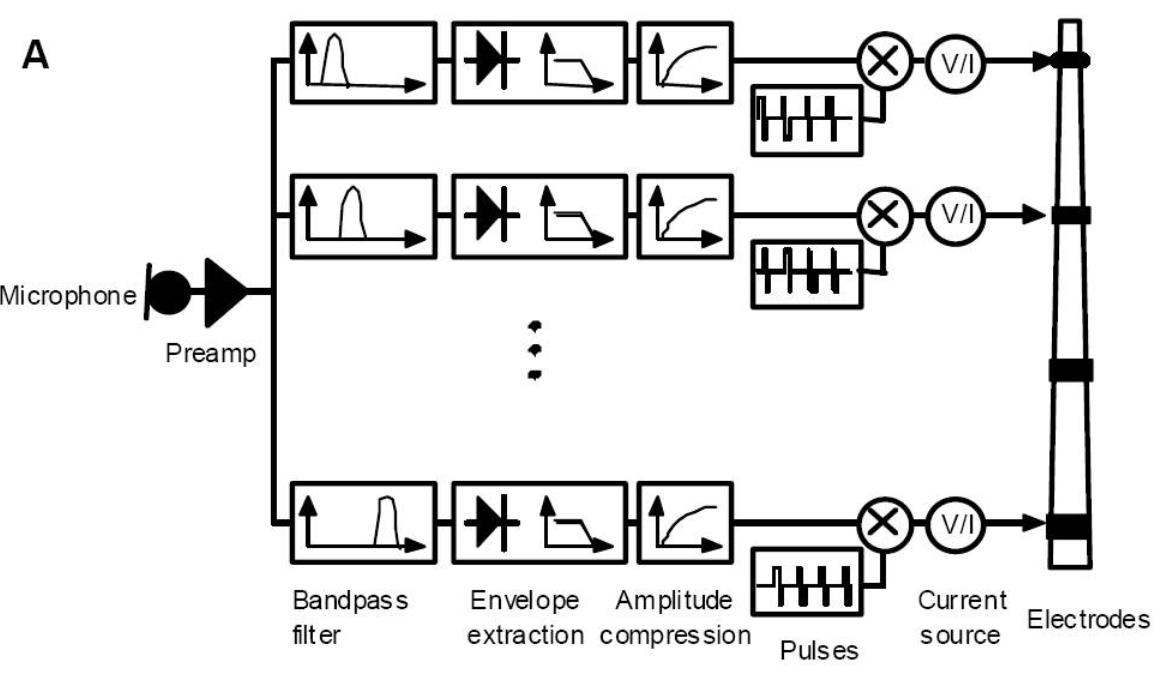 A
V/I
V/I
Microphone
Preamp
V/I
Bandpass
filter
Envelope
extraction
Amplitude
compression
Pulses
Current
source
Electrodes